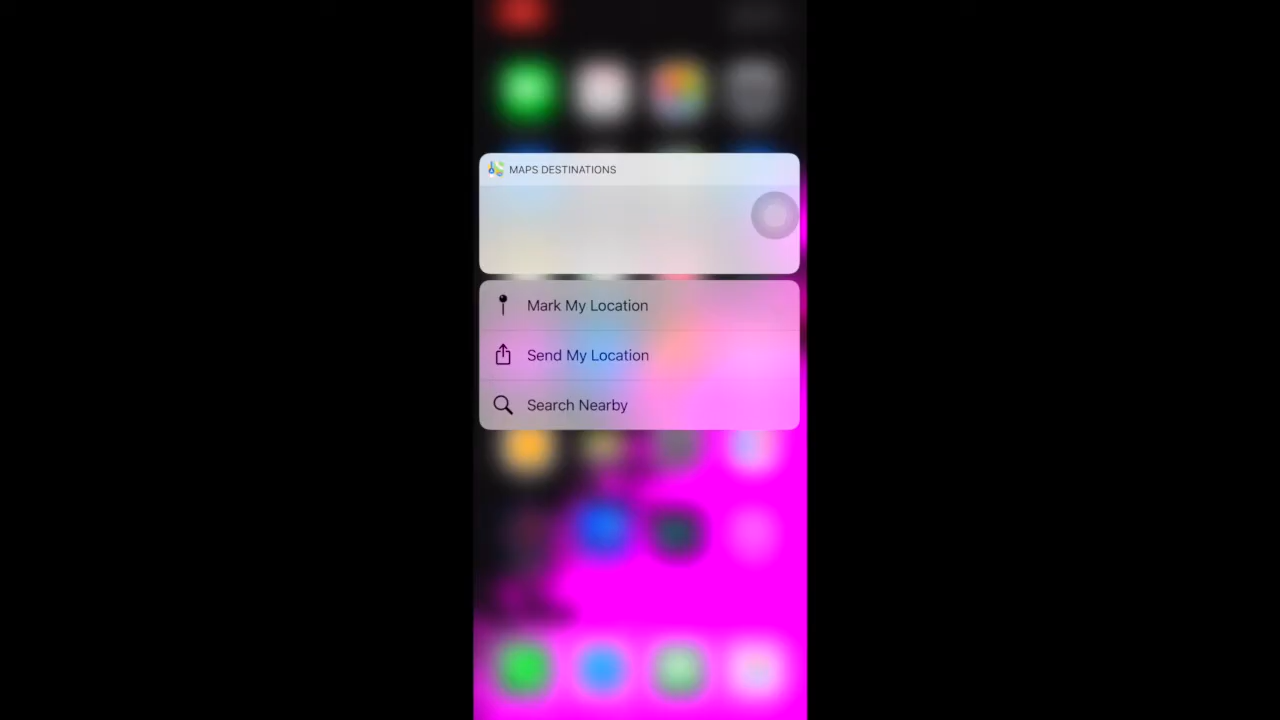 MAPS DESTINATIONS
Mark My Location
Send My Location
Search Nearby